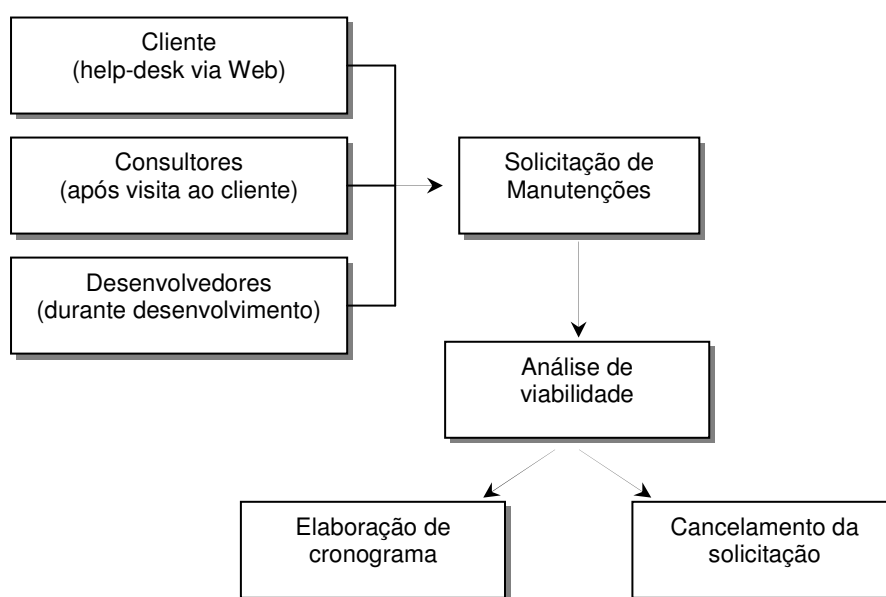 Cliente
(help-desk via Web)
Consultores
(após visita ao cliente)
Desenvolvedores
(durante desenvolvimento)
Solicitação de
Manutenções
Análise de
viabilidade
Elaboração de
cronograma
Cancelamento da
solicitação